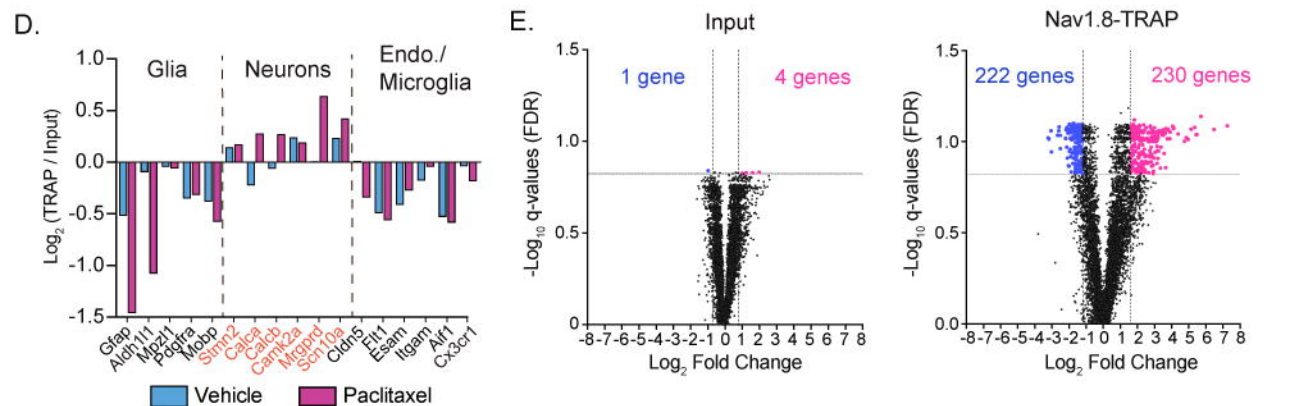 D.
Log2 (TRAP / Input)
1.0
0.5
0.0
-0.5
-1.0
-1.5
Glia
Neurons
Endo./
Microglia
Gfap
Aldh1l1
Mpzl1
Pdgfra
Mobp
Stmn2
Calca
Calcb
Camk2a
Mrgprd
Scn10a
Cldn5
Flt1
Esam
Itgam
Aif1
Cx3cr1
Vehicle
Paclitaxel
E.
Input
-Log10 q-values (FDR)
1.5
1.0
0.5
0
1 gene
4 genes
-8-7-6-5-4-3-2-1 0 1 2 3 4 5 6 7 8
Log2 Fold Change
Nav1.8-TRAP
-Log10 q-values (FDR)
1.5
1.0
0.5
0.0
222 genes
230 genes
-8-7-6-5-4-3-2-1 0 1 2 3 4 5 6 7 8
Log2 Fold Change